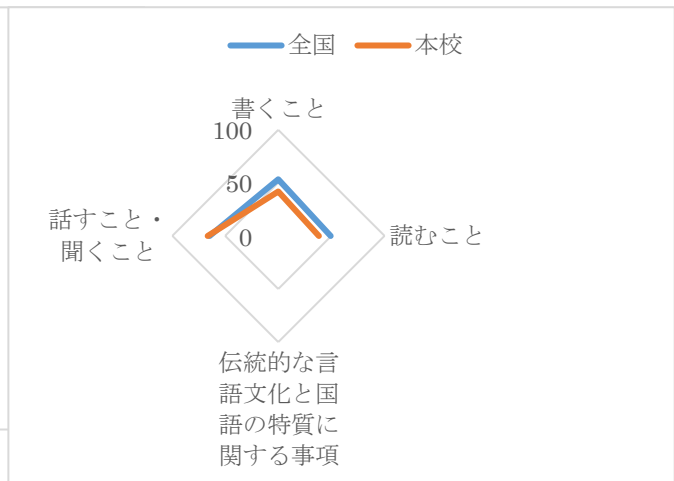 全国 本校
書くこと
100
50
0
話すこと・
聞くこと
読むこと
伝統的な言
語文化と国
語の特質に
関する事項